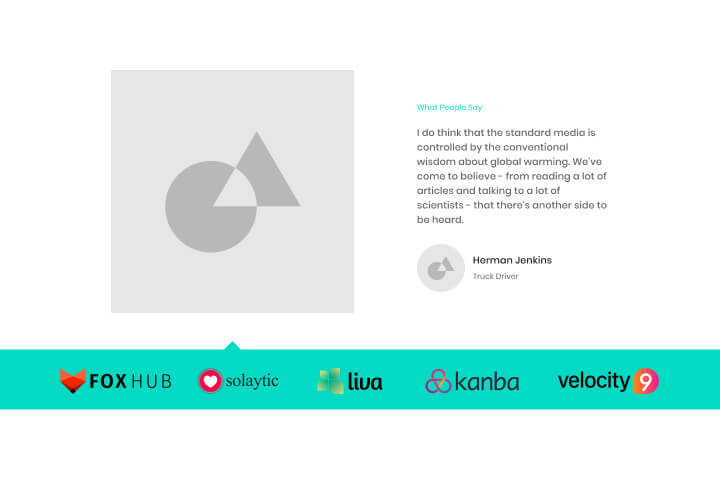 What People Say
I do think that the standard media is
controlled by the conventional
wisdom about global warming. We've
come to believe - from reading a lot of
articles and talking to a lot of
scientists - that there's another side to
be heard.
Herman Jenkins
Truck Driver
FOXHUB
solaytic
liva
kanba
velocity 9